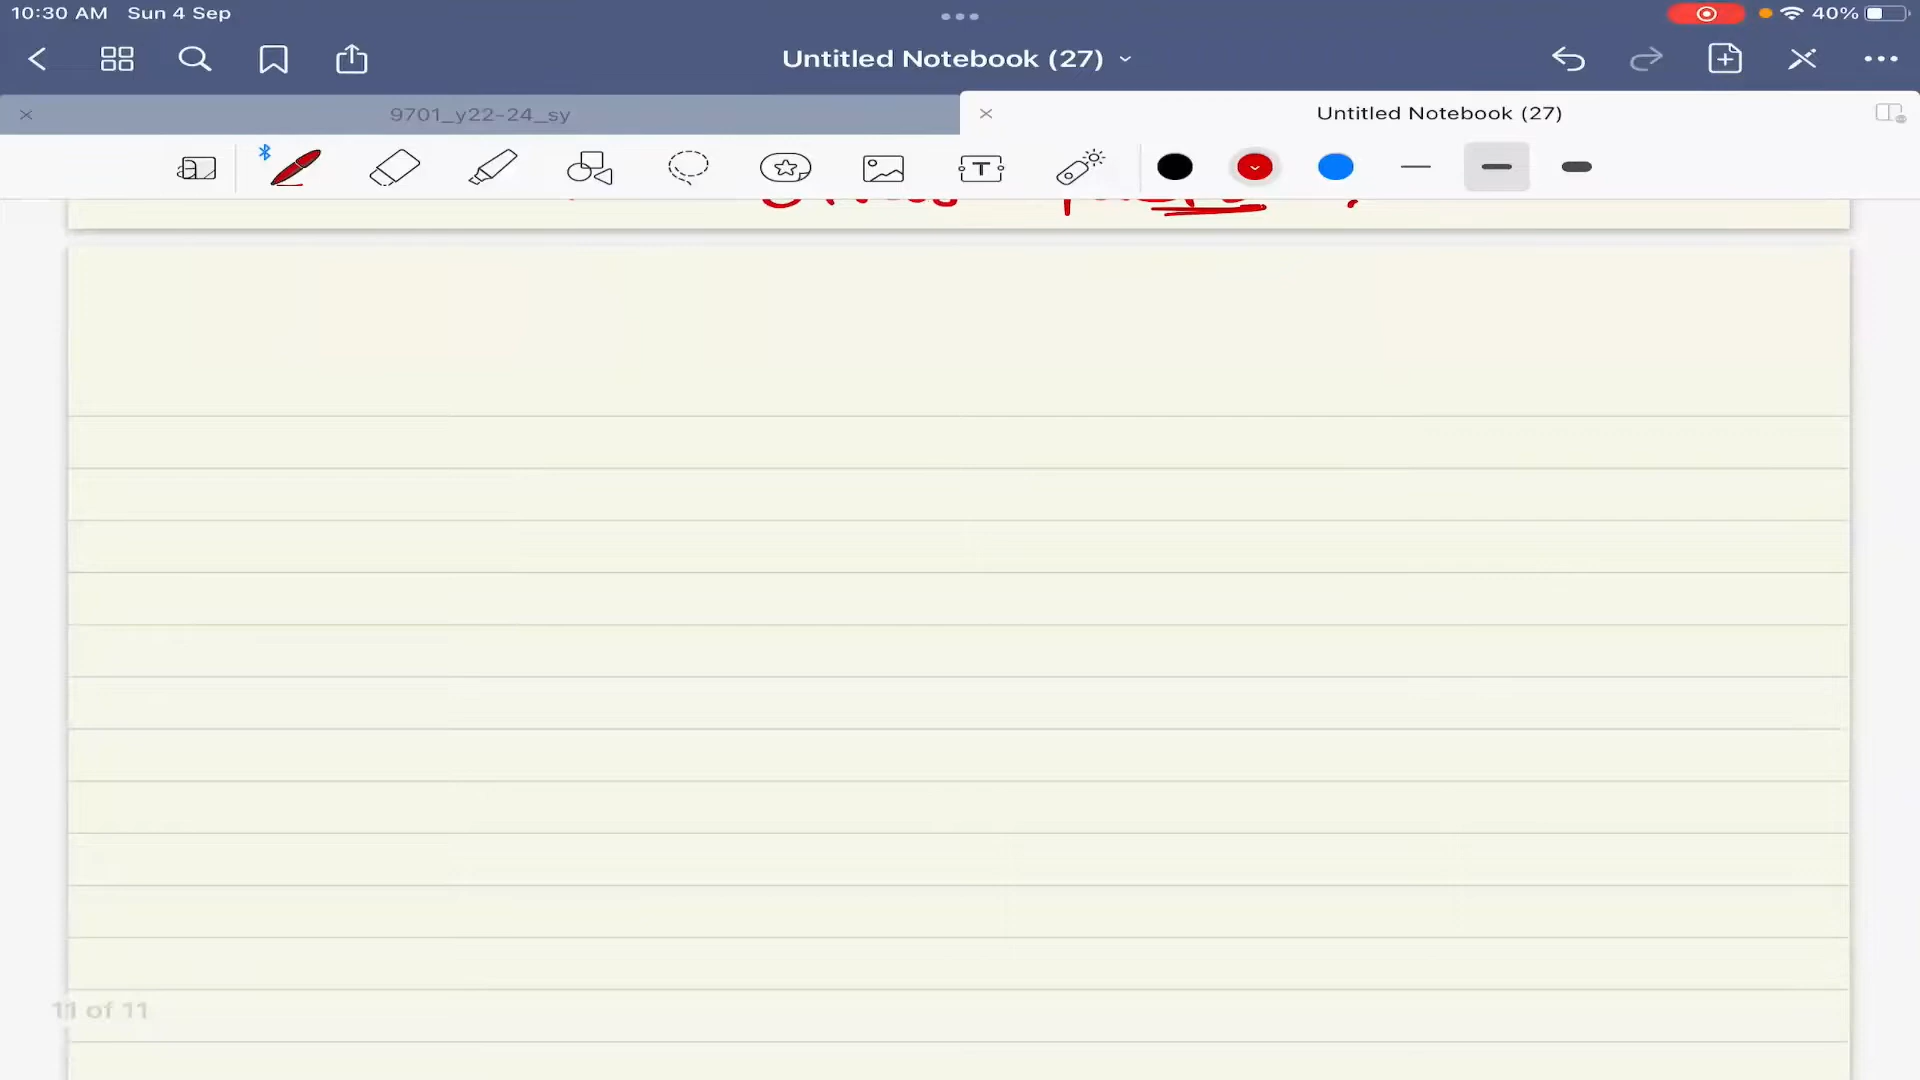 10:30 AM Sun 4 Sep
40%
Untitled Notebook (27)
9701_y22-24_sy
Untitled Notebook (27)
11 of 11